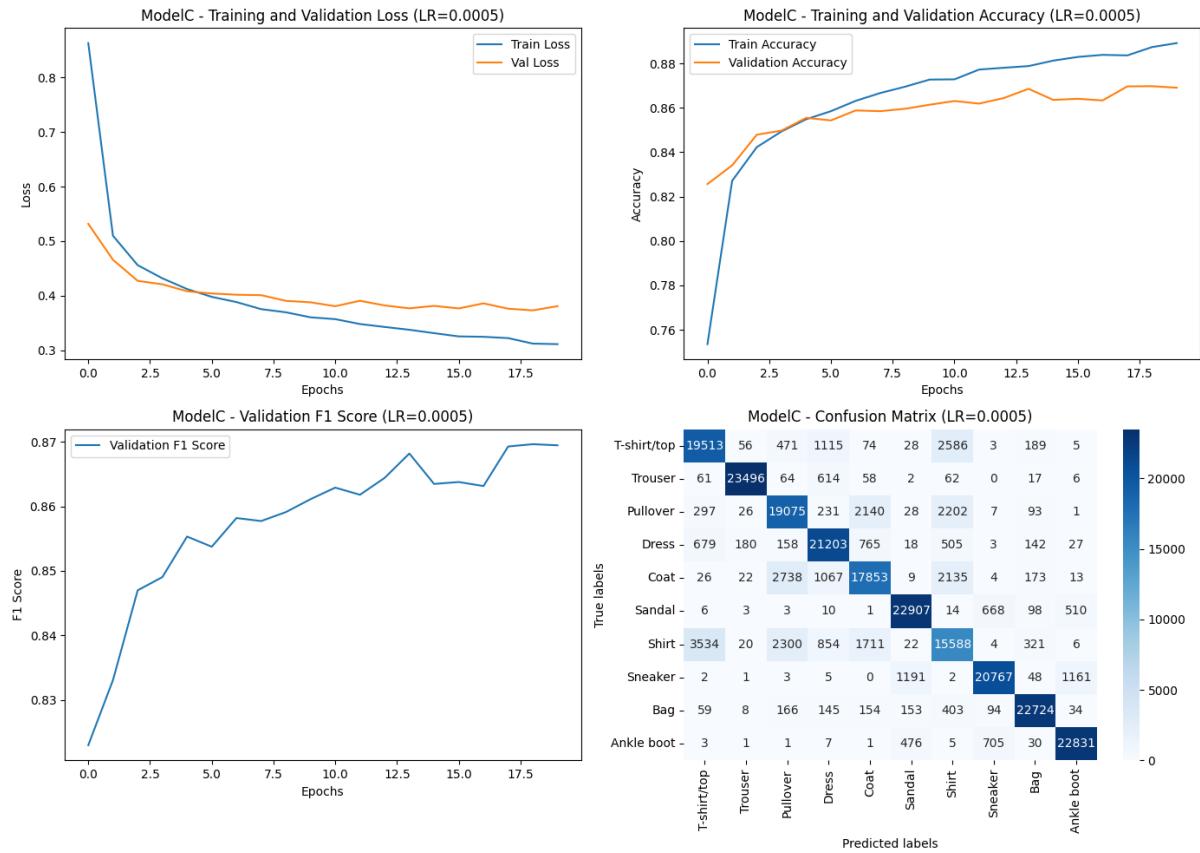 ModelC - Training and Validation Loss (LR=0.0005)
Train Loss
Val Loss
0.8
0.7
0.6
0.5
0.4
0.3
Loss
0.0 2.5 5.0 7.5 10.0 12.5 15.0 17.5
Epochs
ModelC - Training and Validation Accuracy (LR=0.0005)
Train Accuracy
Validation Accuracy
0.88
0.86
0.84
0.82
0.80
0.78
0.76
Accuracy
0.0 2.5 5.0 7.5 10.0 12.5 15.0 17.5
Epochs
ModelC - Validation F1 Score (LR=0.0005)
Validation F1 Score
0.87
0.86
0.85
0.84
0.83
F1 Score
0.0 2.5 5.0 7.5 10.0 12.5 15.0 17.5
Epochs
ModelC - Confusion Matrix (LR=0.0005)
True labels
T-shirt/top 19513 56 471 1115 74 28 2586 3 189 5
Trouser 61 23496 64 614 58 2 62 0 17 6
Pullover 297 26 19075 231 2140 28 2202 7 93 1
Dress 679 180 158 21203 765 18 505 3 142 27
Coat 26 22 2738 1067 17853 9 2135 4 173 13
Sandal 6 3 3 10 1 22907 14 668 98 510
Shirt 3534 20 2300 854 1711 22 15588 4 321 6
Sneaker 2 1 3 5 0 1191 2 20767 48 1161
Bag 59 8 166 145 154 153 403 94 22724 34
Ankle boot 3 1 1 7 1 476 5 705 30 22831
T-shirt/top Trouser Pullover Dress Coat Sandal Shirt Sneaker Bag Ankle boot
Predicted labels
20000
15000
10000
5000
0